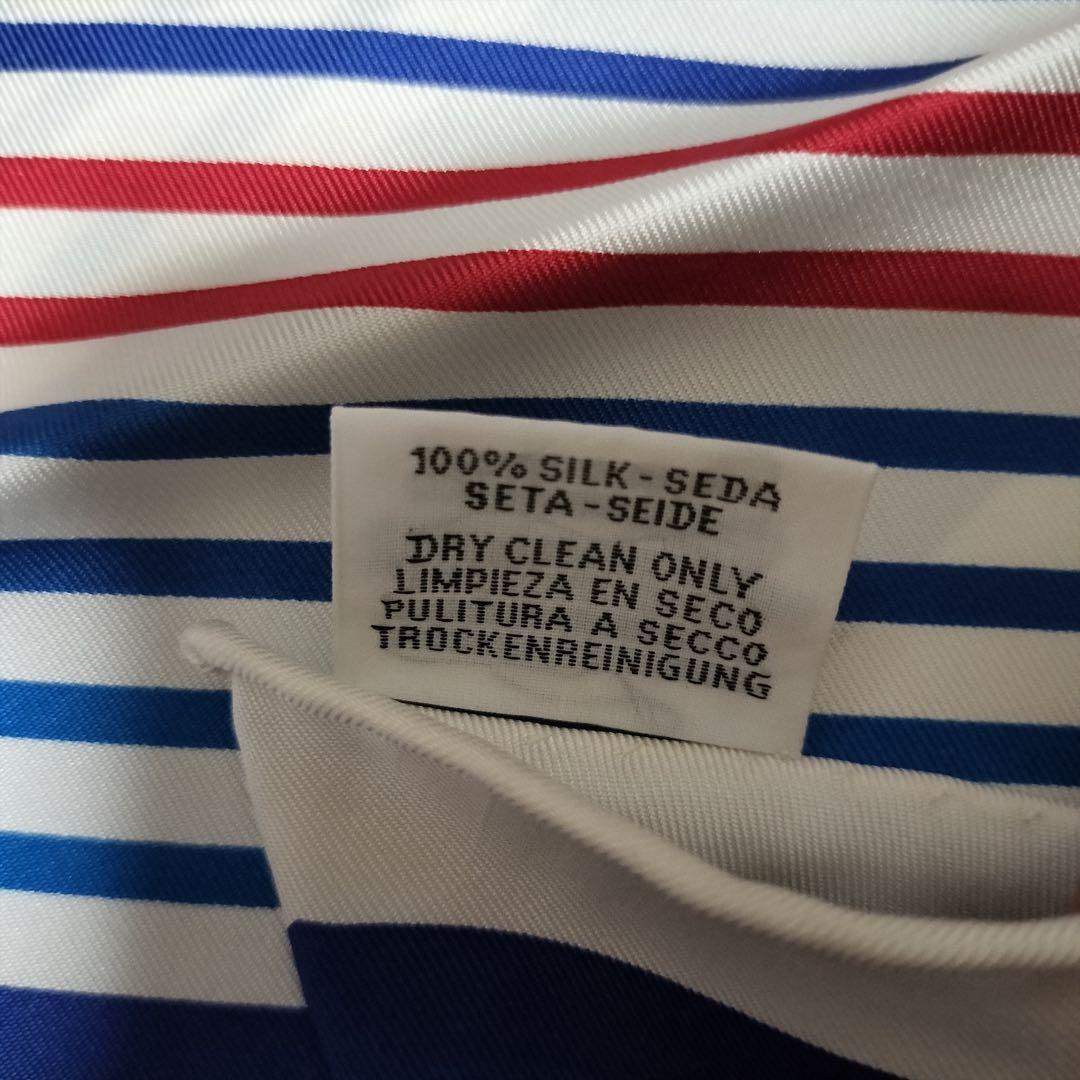 100% SILK - SEDA
SETA - SEIDE
DRY CLEAN ONLY
LIMPIEZA EN SECO
PULITURA A SECCO
TROCKENREINIGUNG